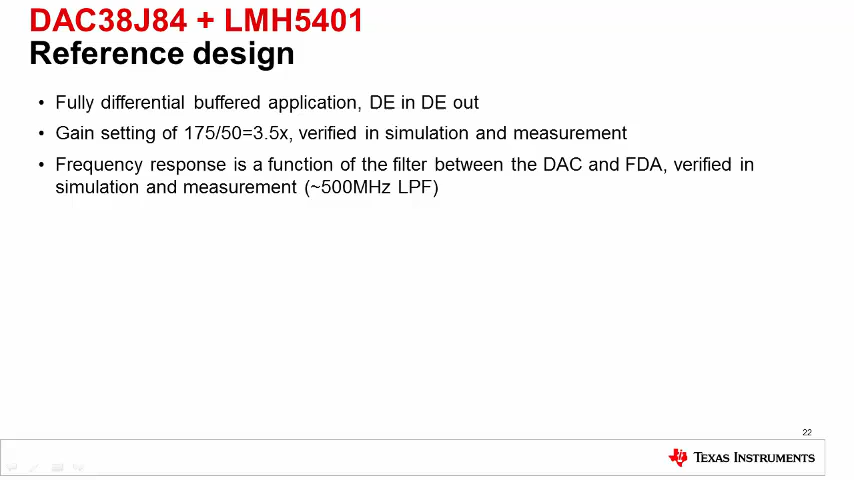 DAC38J84 + LMH5401
Reference design
• Fully differential buffered application, DE in DE out
• Gain setting of 175/50=3.5x, verified in simulation and measurement
• Frequency response is a function of the filter between the DAC and FDA, verified in
simulation and measurement (~500MHz LPF)
22
TEXAS INSTRUMENTS